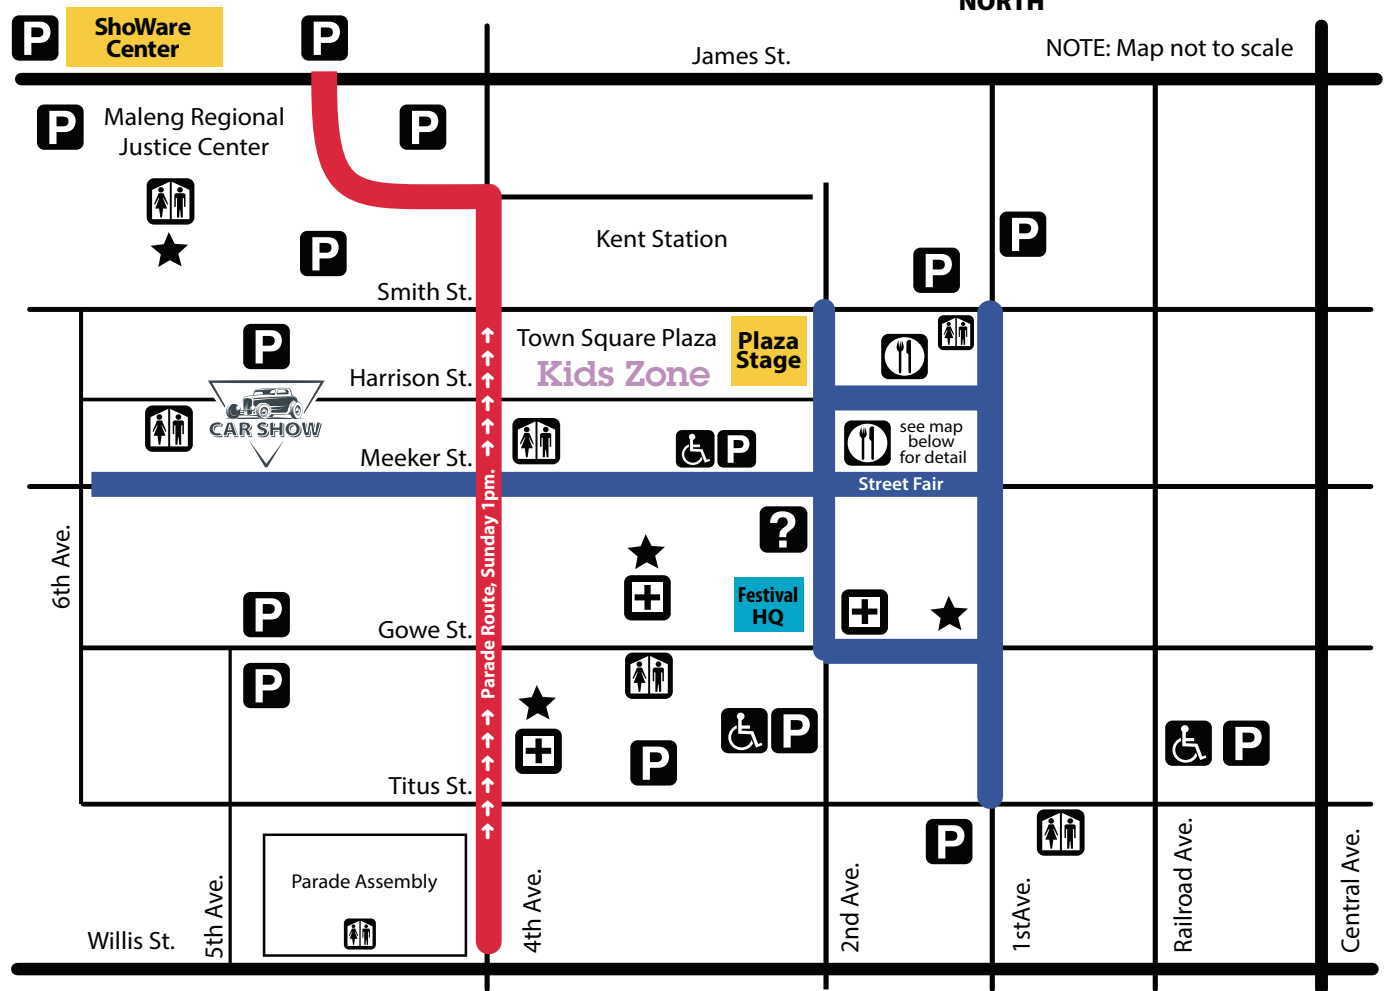 NORTH
P
ShoWare
Center
P
James St.
NOTE: Map not to scale
P
Maleng Regional
Justice Center
P
P
Kent Station
P
P
Smith St.
P
Town Square Plaza
Kids Zone
Plaza
Stage
Harrison St.
CAR SHOW
P
see map
below
for detail
Meeker St.
Street Fair
?
6th Ave.
Parade Route, Sunday 1pm.
Festival
HQ
P
Gowe St.
P
P
P
P
Titus St.
P
Parade Assembly
5th Ave.
4th Ave.
2nd Ave.
1stAve.
Railroad Ave.
Central Ave.
Willis St.